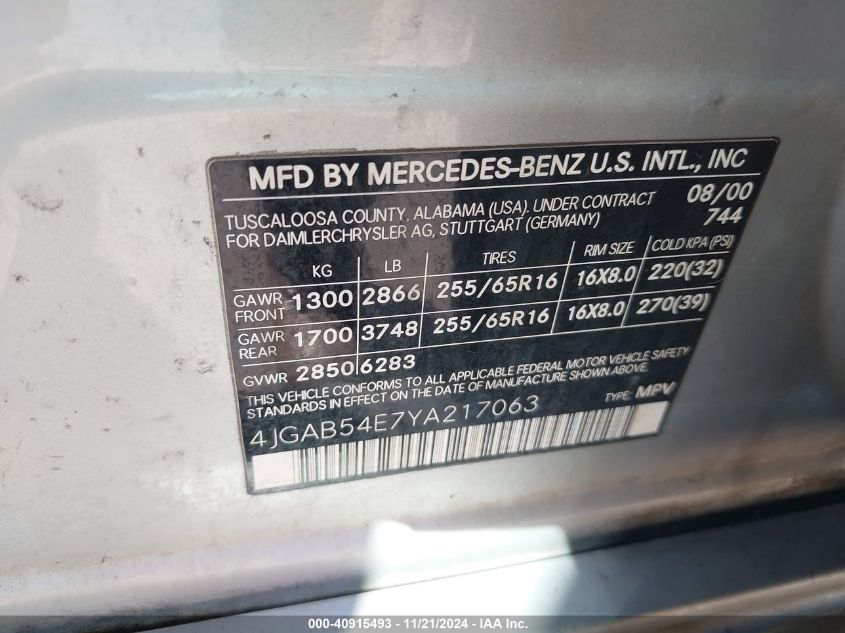 MFD BY MERCEDES-BENZ U.S. INTL., INC
TUSCALOOSA COUNTY, ALABAMA (USA). UNDER CONTRACT 08/00
FOR DAIMLERCHRYSLER AG, STUTTGART (GERMANY) 744
KG LB TIRES RIM SIZE COLD KPA (PSI)
GAWR FRONT 1300 2866 255/65R16 16X8.0 220(32)
GAWR REAR 1700 3748 255/65R16 16X8.0 270(39)
GVWR 2850 6283
THIS VEHICLE CONFORMS TO ALL APPLICABLE FEDERAL MOTOR VEHICLE SAFETY
STANDARDS IN EFFECT ON THE DATE OF MANUFACTURE SHOWN ABOVE.
4JGAB54E7YA217063 TYPE: MPV
000-40915493 - 11/21/2024 - © IAA Inc.